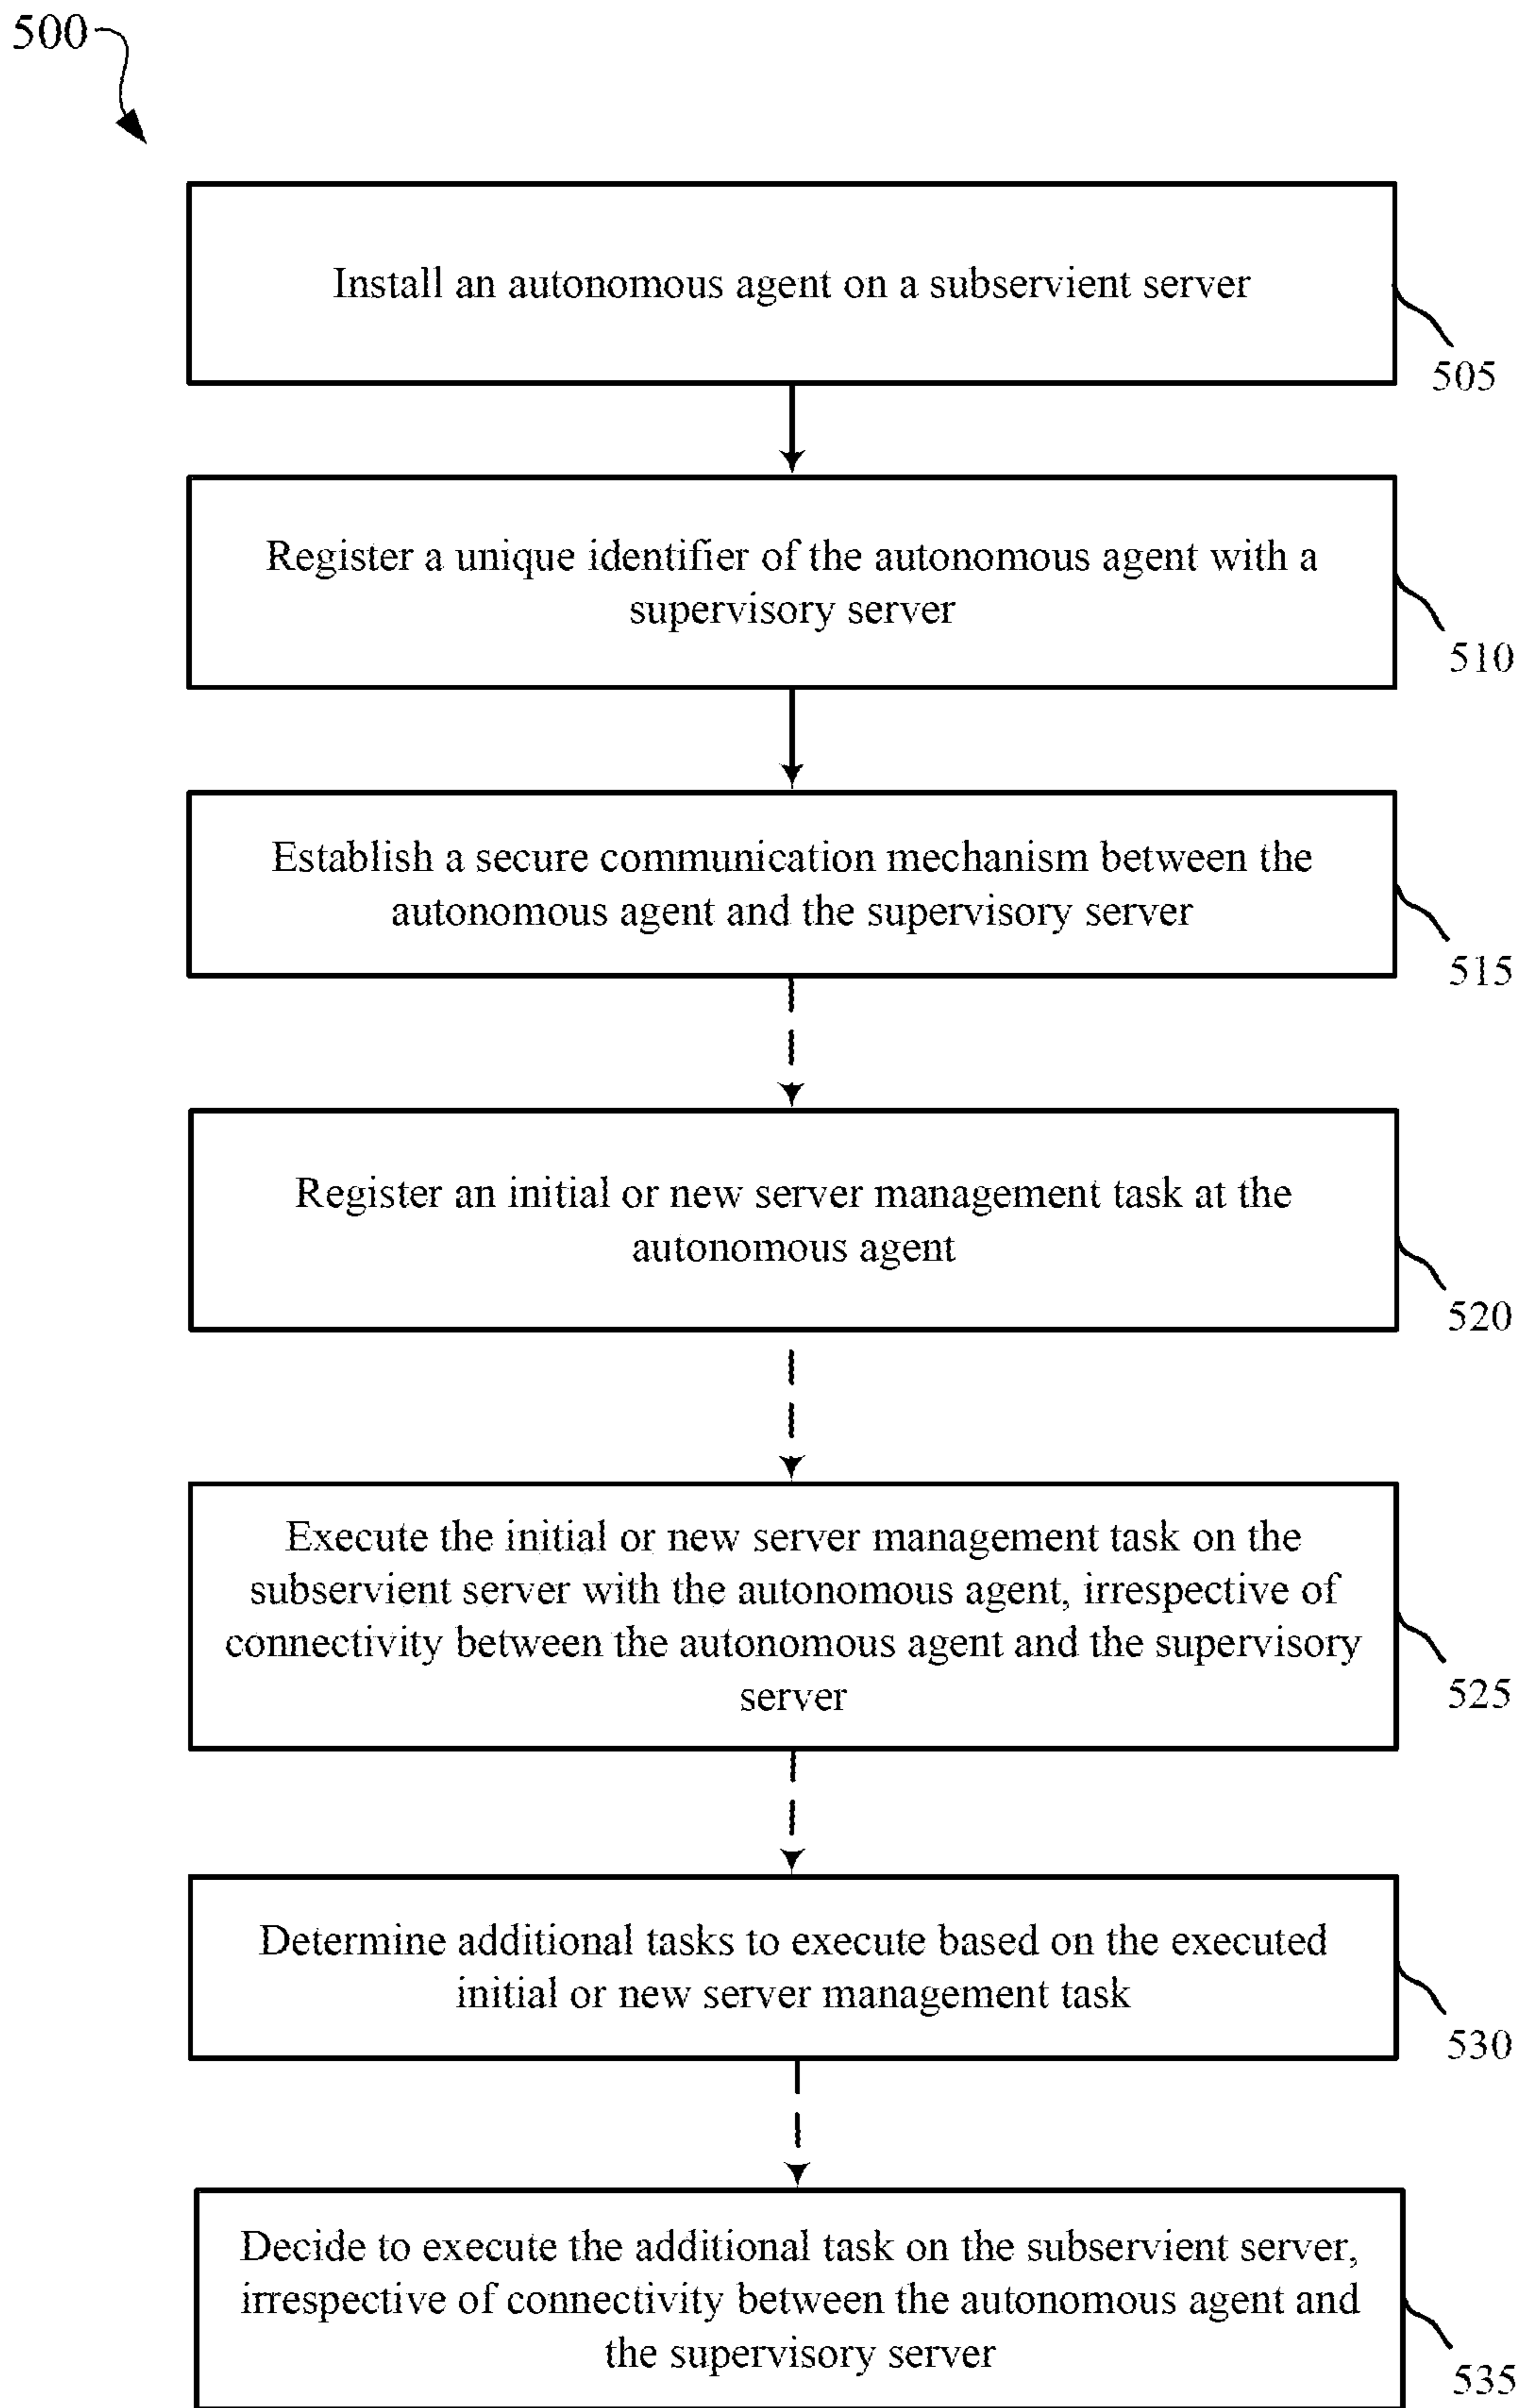 500
Install an autonomous agent on a subservient server
505
Register a unique identifier of the autonomous agent with a
supervisory server
510
Establish a secure communication mechanism between the
autonomous agent and the supervisory server
515
Register an initial or new server management task at the
autonomous agent
520
Execute the initial or new server management task on the
subservient server with the autonomous agent, irrespective of
connectivity between the autonomous agent and the supervisory
server
525
Determine additional tasks to execute based on the executed
initial or new server management task
530
Decide to execute the additional task on the subservient server,
irrespective of connectivity between the autonomous agent and
the supervisory server
535